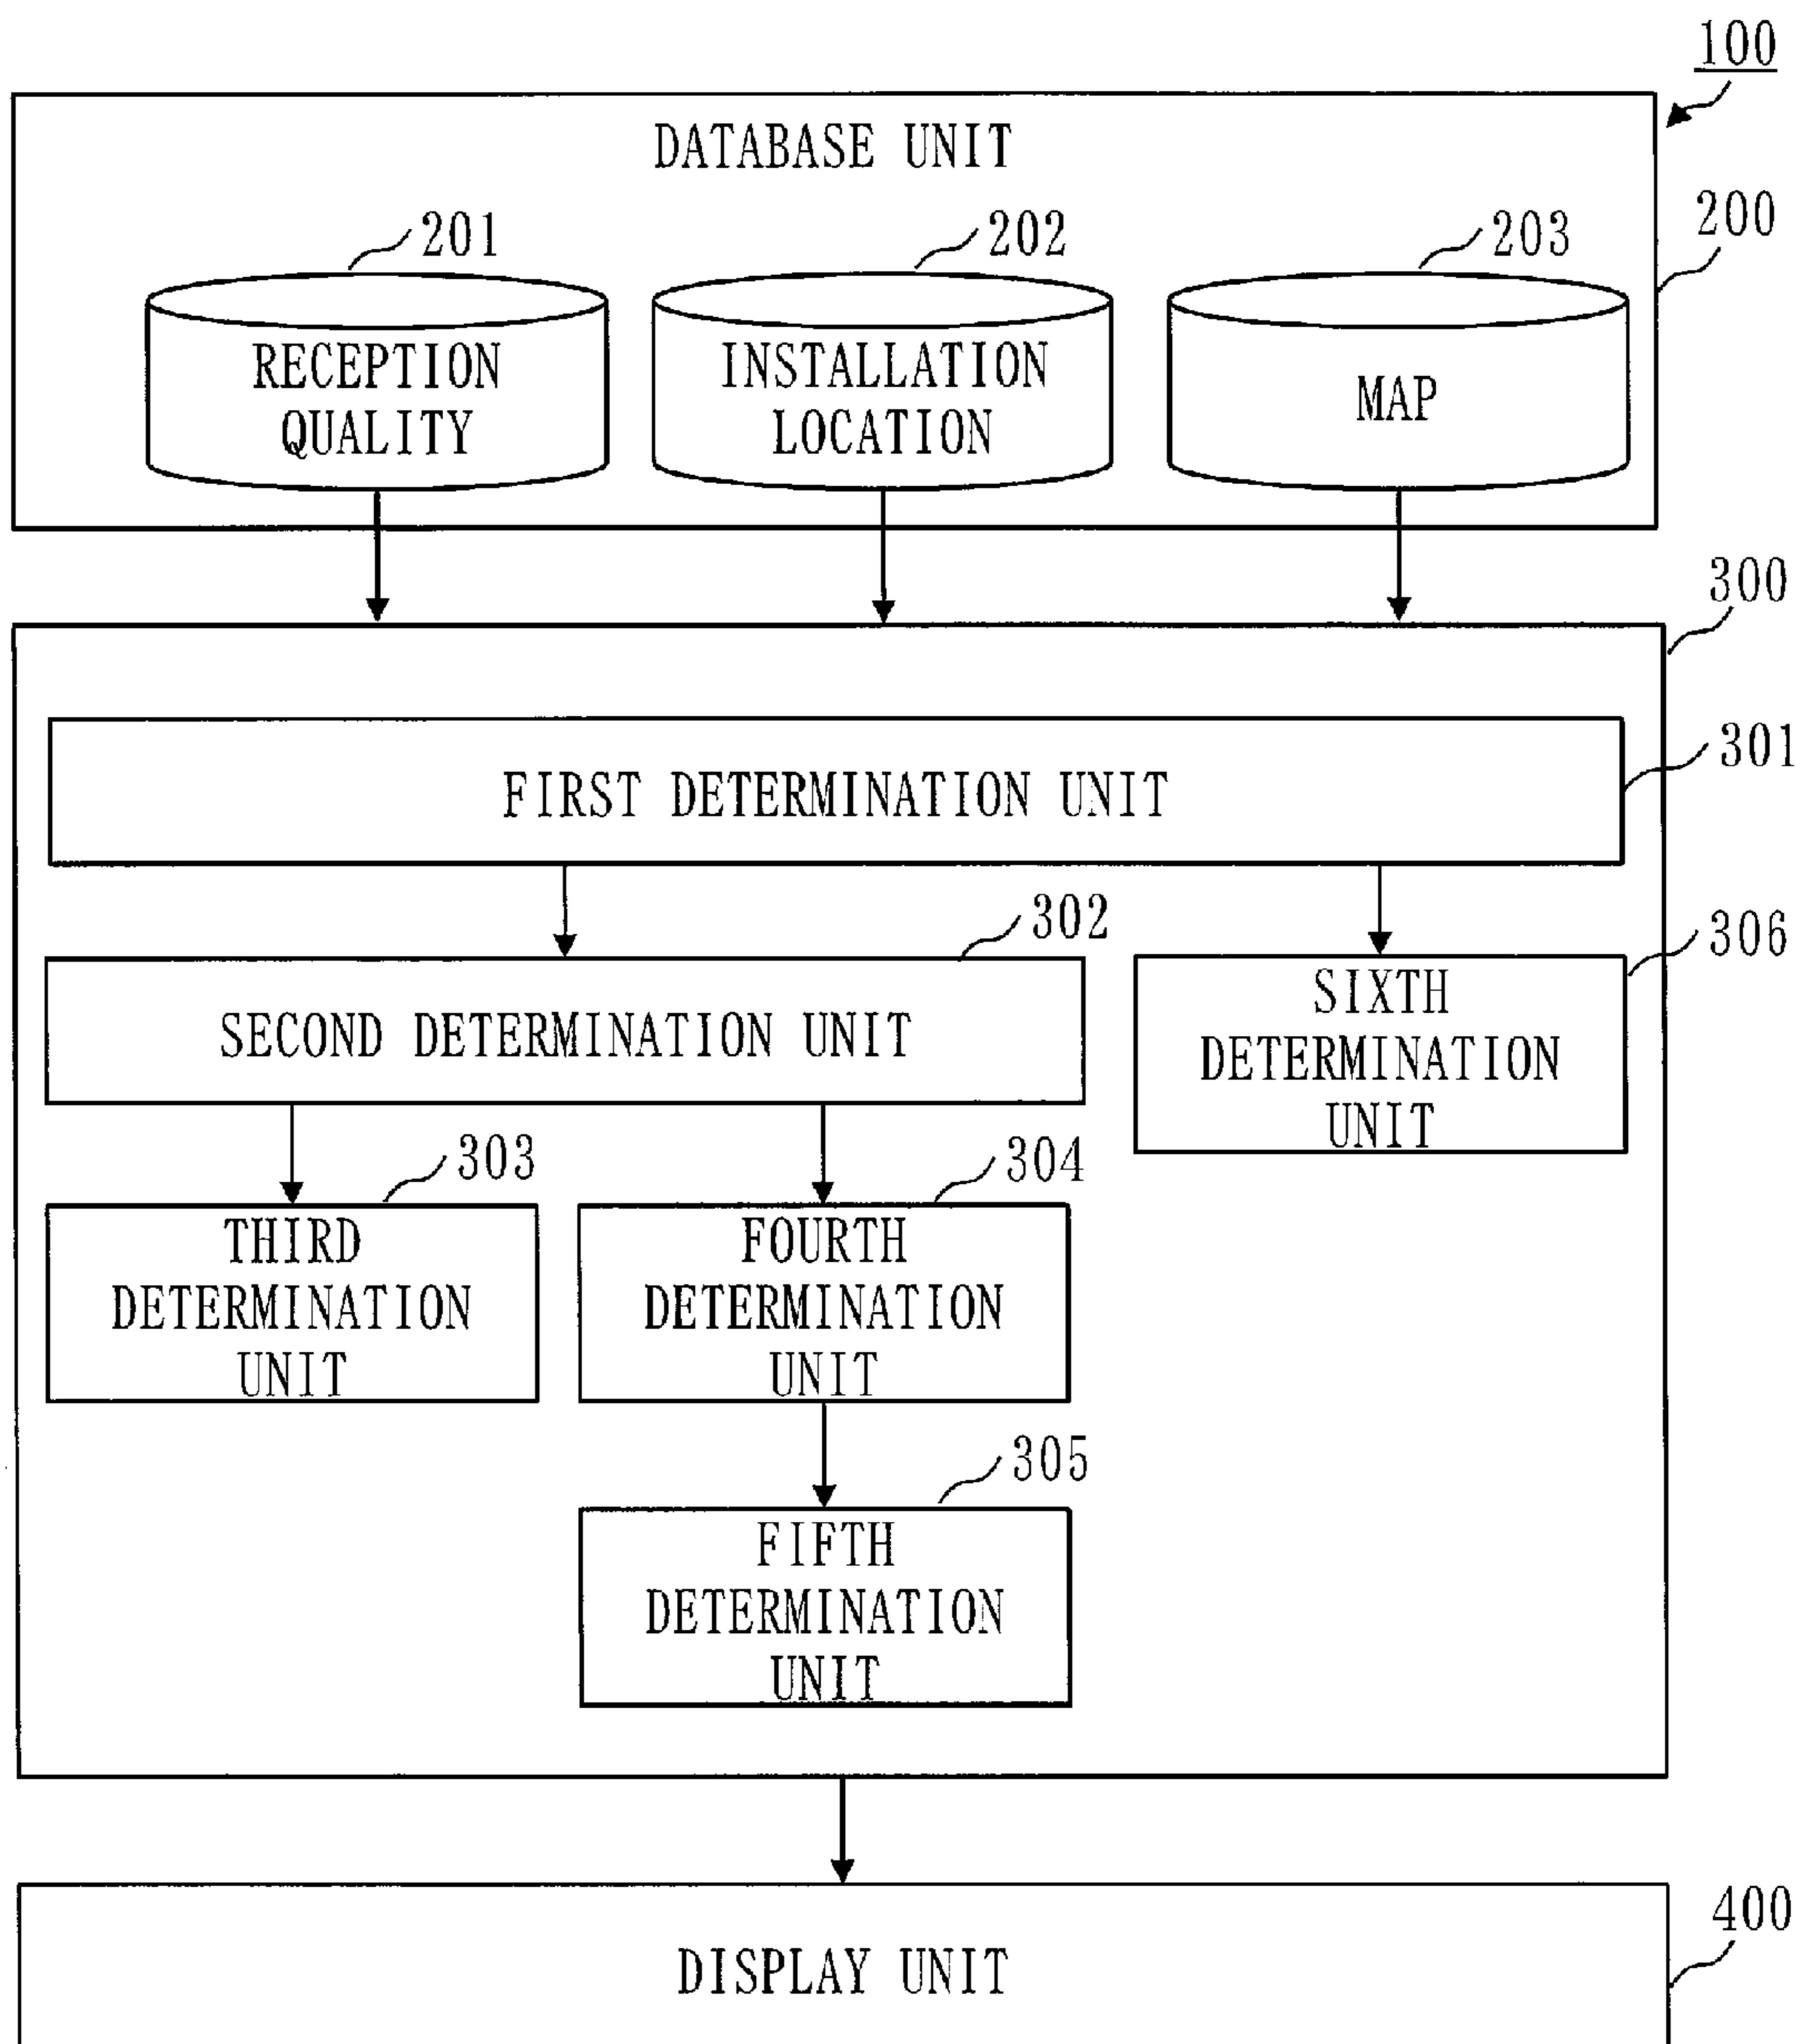 100
DATABASE UNIT
200
201
202
203
RECEPTION
QUALITY
INSTALLATION
LOCATION
MAP
300
301
FIRST DETERMINATION UNIT
302
306
SECOND DETERMINATION UNIT
SIXTH
DETERMINATION
UNIT
303
304
THIRD
DETERMINATION
UNIT
FOURTH
DETERMINATION
UNIT
305
FIFTH
DETERMINATION
UNIT
400
DISPLAY UNIT